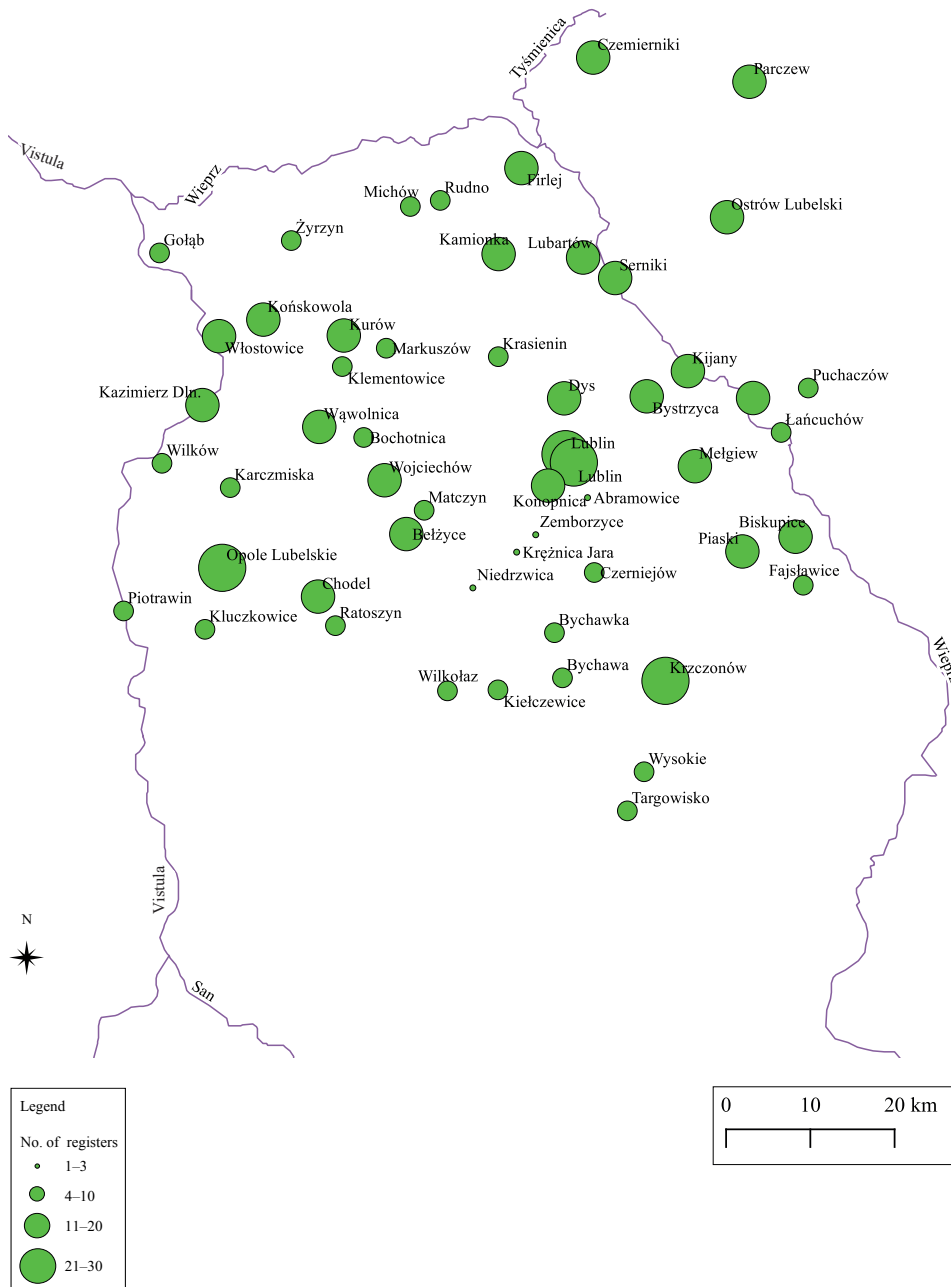 Czemierniki
Tyśmienica
Parczew
Vistula
Wieprz
Firlej
Michów
Rudno
Ostrów Lubelski
Żyrzyn
Gołąb
Kamionka
Lubartów
Serniki
Końskowola
Kurów
Włostowice
Markuszów
Krasienin
Klementowice
Kijany
Puchaczów
Kazimierz Dln.
Dys
Bystrzyca
Wąwolnica
Łańcuchów
Bochotnica
Lublin
Wilków
Mełgiew
Karczmiska
Wojciechów
Lublin
Konopnica
Abramowice
Matczyn
Zemborzyce
Biskupice
Bełżyce
Piaski
Opole Lubelskie
Krężnica Jara
Niedrzwica
Czerniejów
Fajsławice
Chodel
Piotrawin
Kluczkowice
Ratoszyn
Bychawka
Wieprz
Bychawa
Krzczonów
Wilkołaz
Kiełczewice
Wysokie
Targowisko
Vistula
N
San
Legend
No. of registers
1–3
4–10
11–20
21–30
0 10 20 km